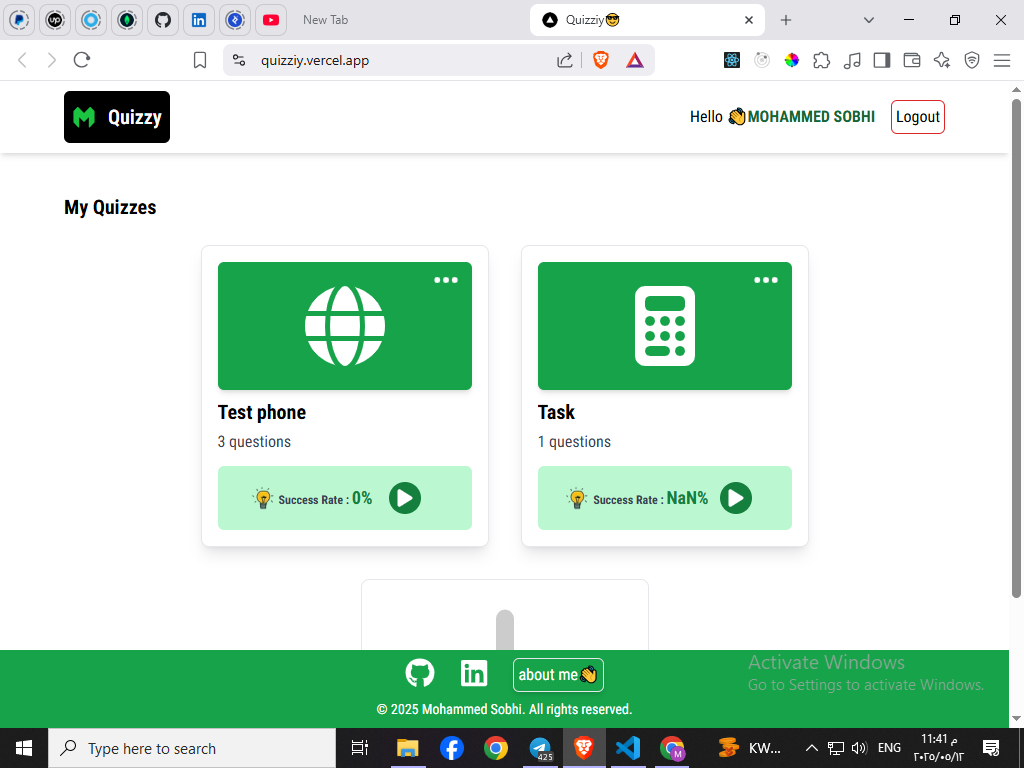 New Tab
Quizziy😎
quizziy.vercel.app
Quizzy
Hello 👋MOHAMMED SOBHI
Logout
My Quizzes
Test phone
3 questions
Success Rate : 0%
Task
1 questions
Success Rate : NaN%
about me👋
© 2025 Mohammed Sobhi. All rights reserved.
Activate Windows
Go to Settings to activate Windows.
Type here to search
425
M
KW...
ENG
11:41 م
٢٠٢٥/٠٥/١٢